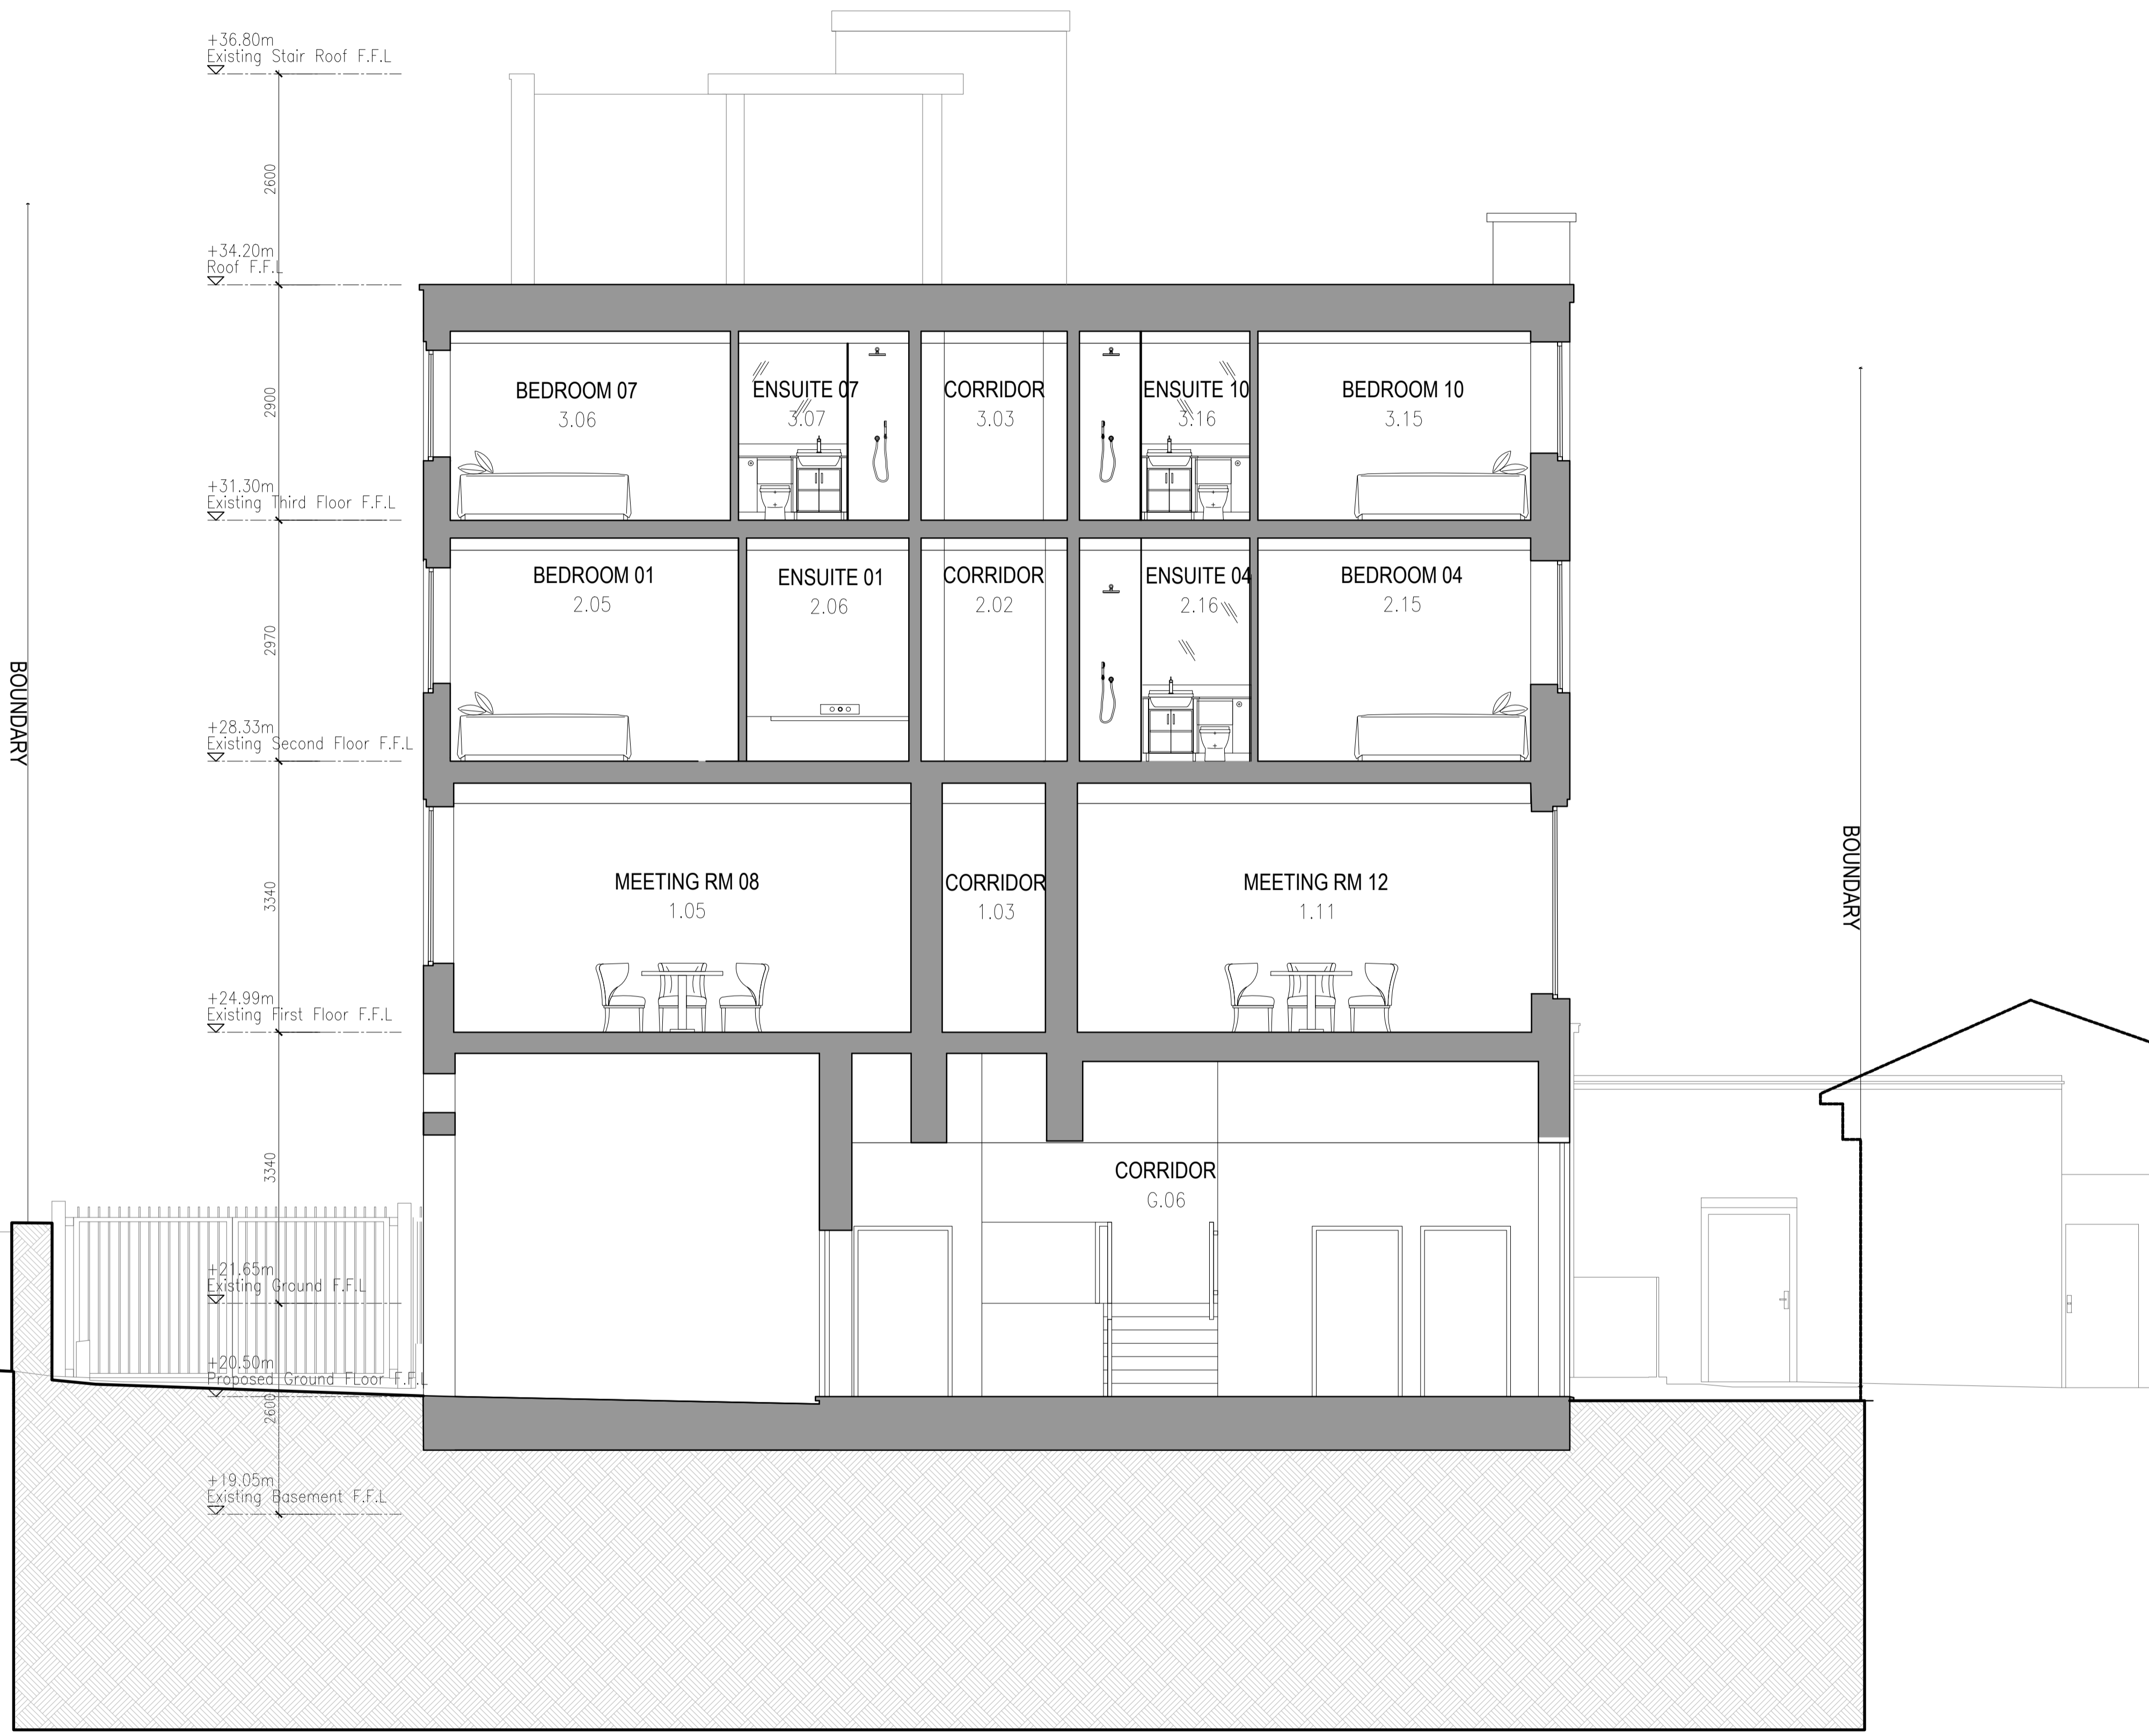 +36.80m
Existing Stair Roof F.F.L
2600
+34.20m
Roof F.F.L
2900
BEDROOM 07
3.06
ENSUITE 07
3.07
CORRIDOR
3.03
ENSUITE 10
3.16
BEDROOM 10
3.15
+31.30m
Existing Third Floor F.F.L
2970
BEDROOM 01
2.05
ENSUITE 01
2.06
CORRIDOR
2.02
ENSUITE 04
2.16
BEDROOM 04
2.15
BOUNDARY
+28.33m
Existing Second Floor F.F.L
3340
MEETING RM 08
1.05
CORRIDOR
1.03
MEETING RM 12
1.11
BOUNDARY
+24.99m
Existing First Floor F.F.L
3340
CORRIDOR
G.06
+21.65m
Existing Ground F.F.L
+20.50m
Proposed Ground FLoor F.F.L
2600
+19.05m
Existing Basement F.F.L